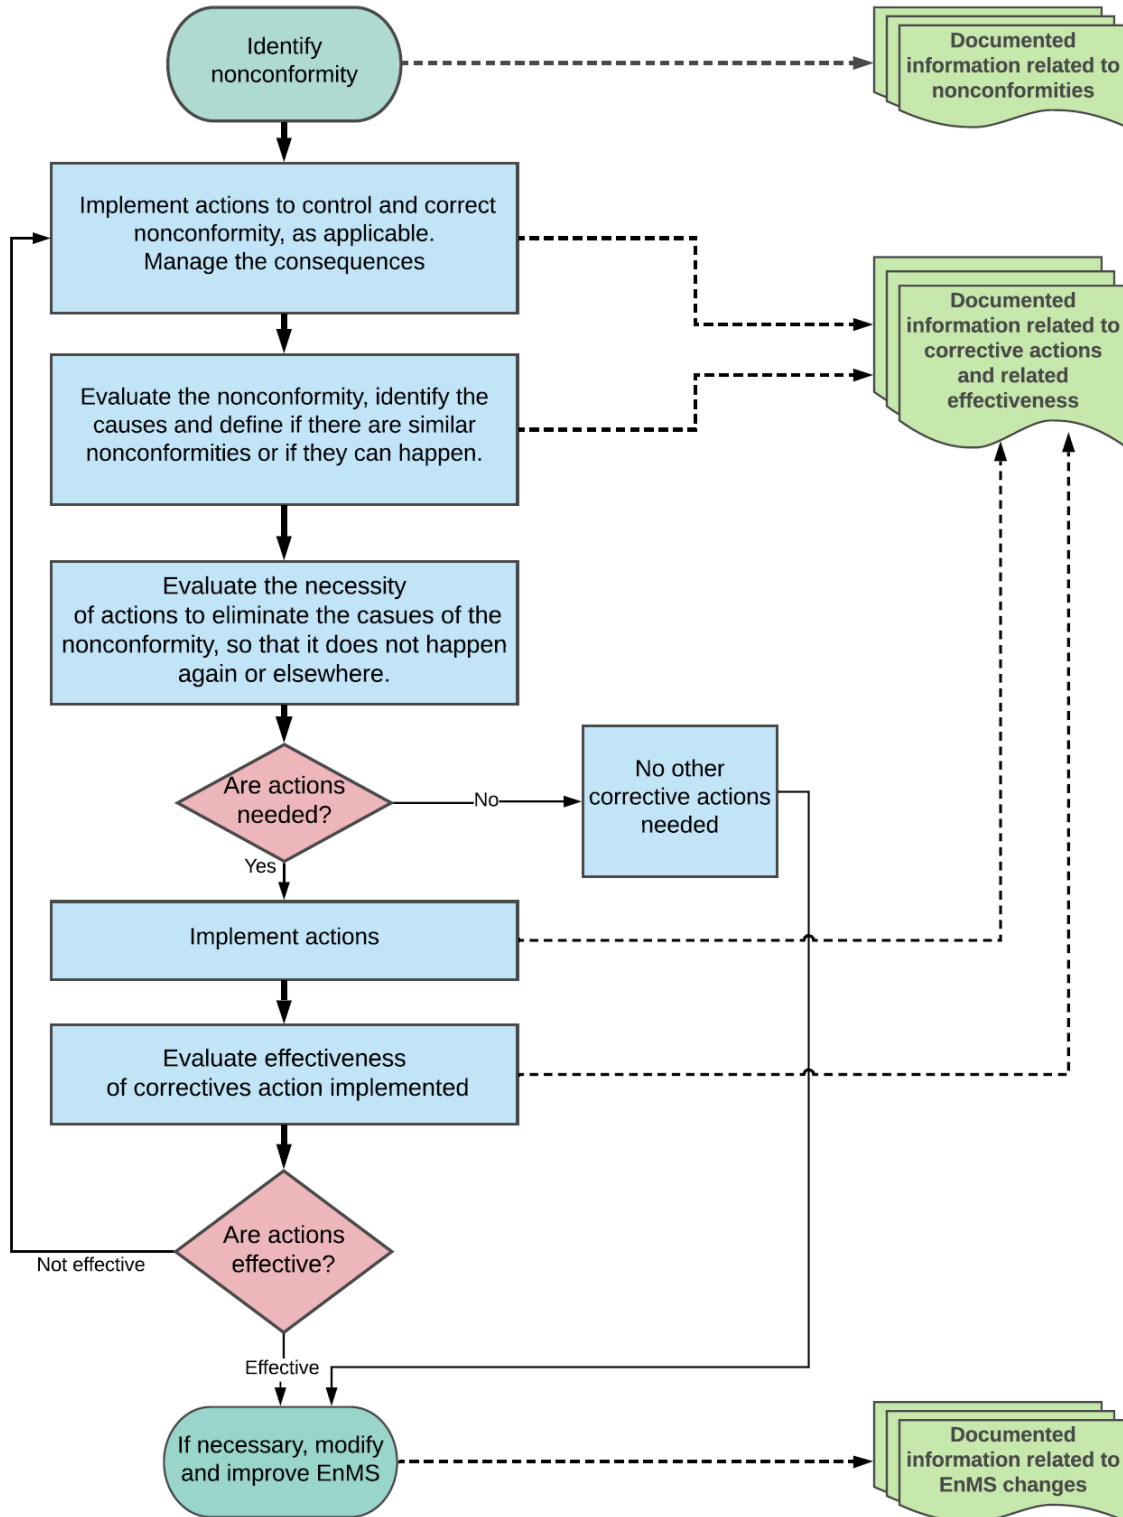 Identify
nonconformity
Documented
information related to
nonconformities
Implement actions to control and correct
nonconformity, as applicable.
Manage the consequences
Documented
information related to
corrective actions
and related
effectiveness
Evaluate the nonconformity, identify the
causes and define if there are similar
nonconformities or if they can happen.
Evaluate the necessity
of actions to eliminate the casues of the
nonconformity, so that it does not happen
again or elsewhere.
Are actions
needed?
No
No other
corrective actions
needed
Yes
Implement actions
Evaluate effectiveness
of correctives action implemented
Are actions
effective?
Not effective
Effective
If necessary, modify
and improve EnMS
Documented
information related to
EnMS changes